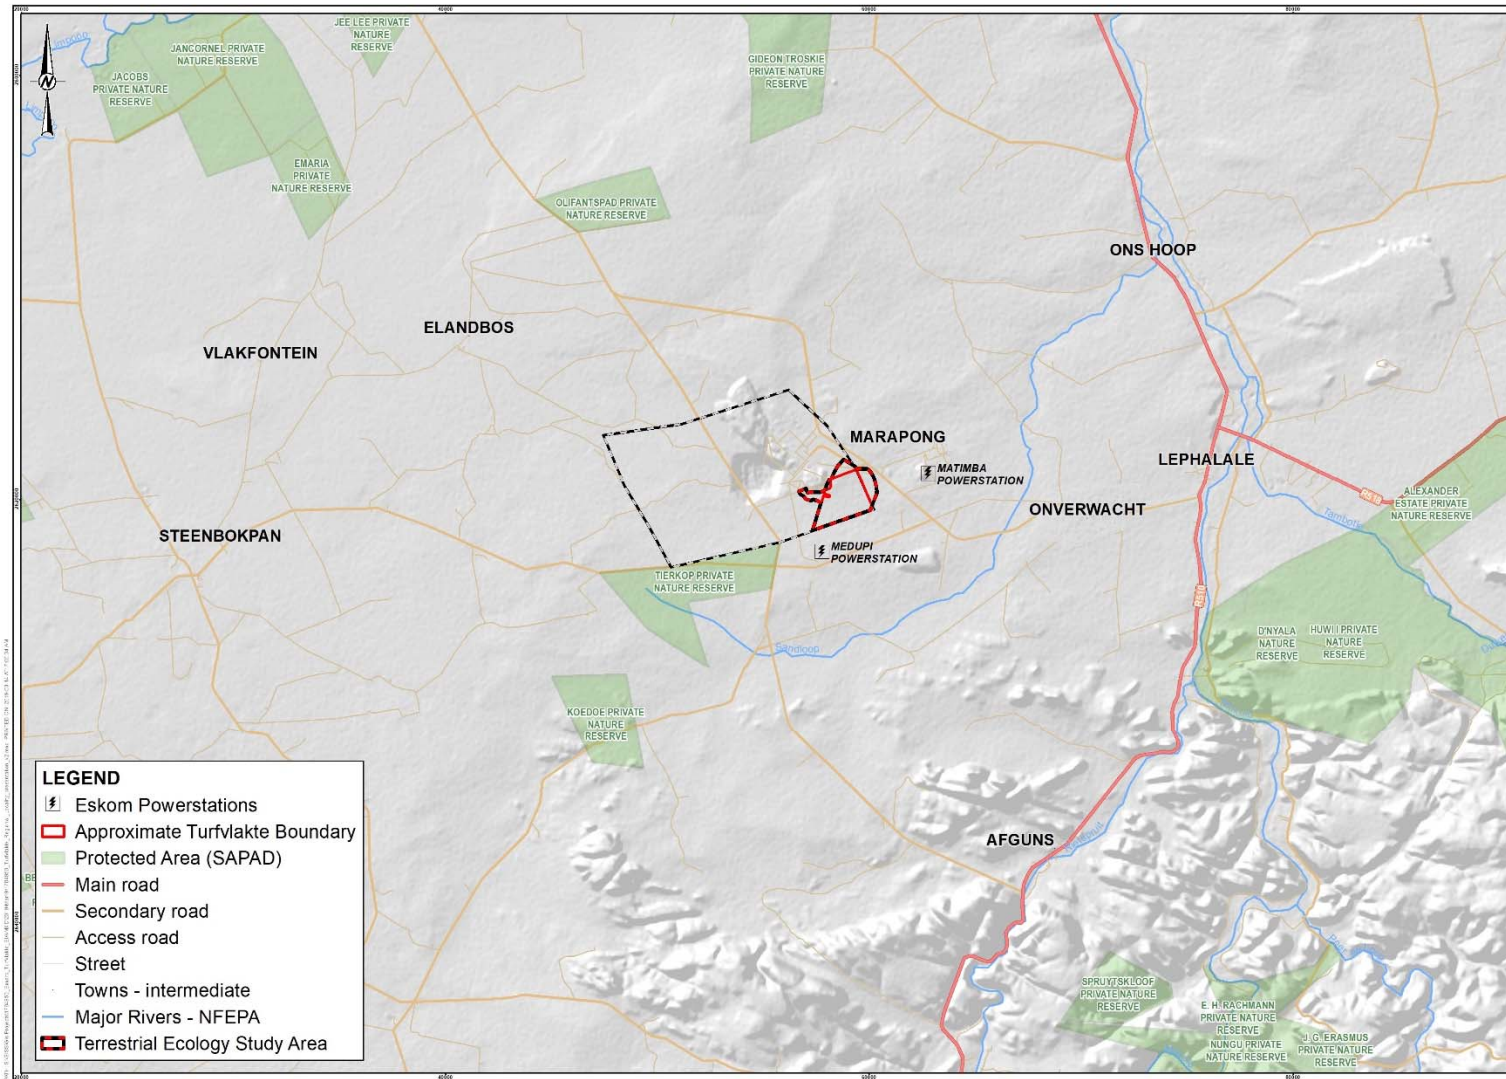 JEE LEE PRIVATE
NATURE
RESERVE
JANCORNEL PRIVATE
NATURE RESERVE
JACOBS
PRIVATE NATURE
RESERVE
GIDEON TROSKIE
PRIVATE NATURE
RESERVE
N
EMARIA
PRIVATE
NATURE RESERVE
OLIFANTSPAD PRIVATE
NATURE RESERVE
ONS HOOP
ELANDBOS
VLAKFONTEIN
MARAPONG
LEPHALALE
MATIMBA
POWERSTATION
R518
ALEXANDER
ESTATE PRIVATE
NATURE RESERVE
ONVERWACHT
STEENBOKPAN
MEDUPI
POWERSTATION
TIERKOP PRIVATE
NATURE RESERVE
R510
D'NYALA
NATURE
RESERVE
HUWI I PRIVATE
NATURE
RESERVE
Sandloop
KOEDOE PRIVATE
NATURE
RESERVE
AFGUNS
SPRUYTSKLOOF
PRIVATE NATURE
RESERVE
E. H. RACHMANN
PRIVATE NATURE
RESERVE
NUNGU PRIVATE
NATURE RESERVE
J.G. ERASMUS
PRIVATE NATURE
RESERVE
LEGEND
Eskom Powerstations
Approximate Turfvlakte Boundary
Protected Area (SAPAD)
Main road
Secondary road
Access road
Street
Towns - intermediate
Major Rivers - NFEPA
Terrestrial Ecology Study Area